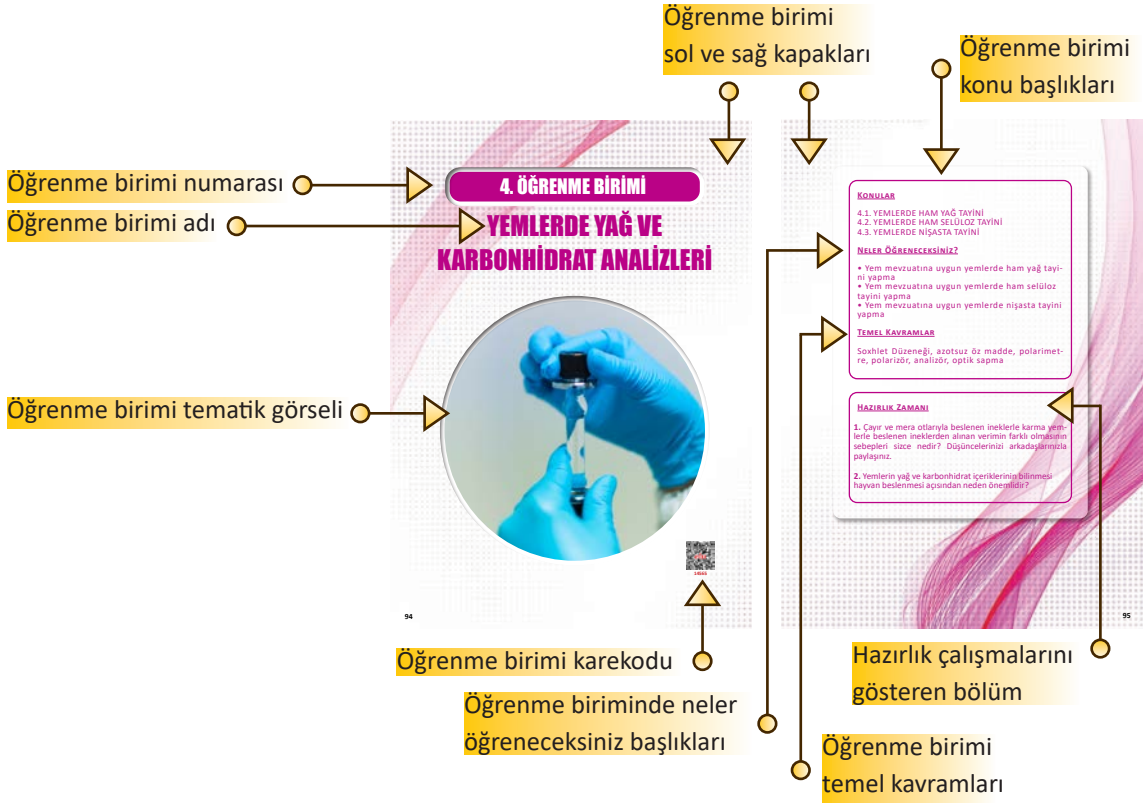 Öğrenme birimi
sol ve sağ kapakları
Öğrenme birimi
konu başlıkları
Öğrenme birimi numarası
Öğrenme birimi adı
Öğrenme birimi tematik görseli
4. ÖĞRENME BİRİMİ
YEMLERDE YAĞ VE
KARBONHİDRAT ANALİZLERİ
14566
94
KONULAR
4.1. YEMLERDE HAM YAĞ TAYİNİ
4.2. YEMLERDE HAM SELÜLOZ TAYİNİ
4.3. YEMLERDE NİŞASTA TAYİNİ
NELER ÖĞRENECEKSİNİZ?
• Yem mevzuatına uygun yemlerde ham yağ tayi-
ni yapma
• Yem mevzuatına uygun yemlerde ham selüloz
tayini yapma
• Yem mevzuatına uygun yemlerde nişasta tayini
yapma
TEMEL KAVRAMLAR
Soxhlet Düzeneği, azotsuz öz madde, polarimet-
re, polarizör, analizör, optik sapma
HAZIRLIK ZAMANI
1. Çayır ve mera otlarıyla beslenen ineklerle karma yem-
lerle beslenen ineklerden alınan verimin farklı olmasının
sebepleri sizce nedir? Düşüncelerinizi arkadaşlarınızla
paylaşınız.
2. Yemlerin yağ ve karbonhidrat içeriklerinin bilinmesi
hayvan beslenmesi açısından neden önemlidir?
95
Öğrenme birimi karekodu
Öğrenme biriminde neler
öğreneceksiniz başlıkları
Hazırlık çalışmalarını
gösteren bölüm
Öğrenme birimi
temel kavramları